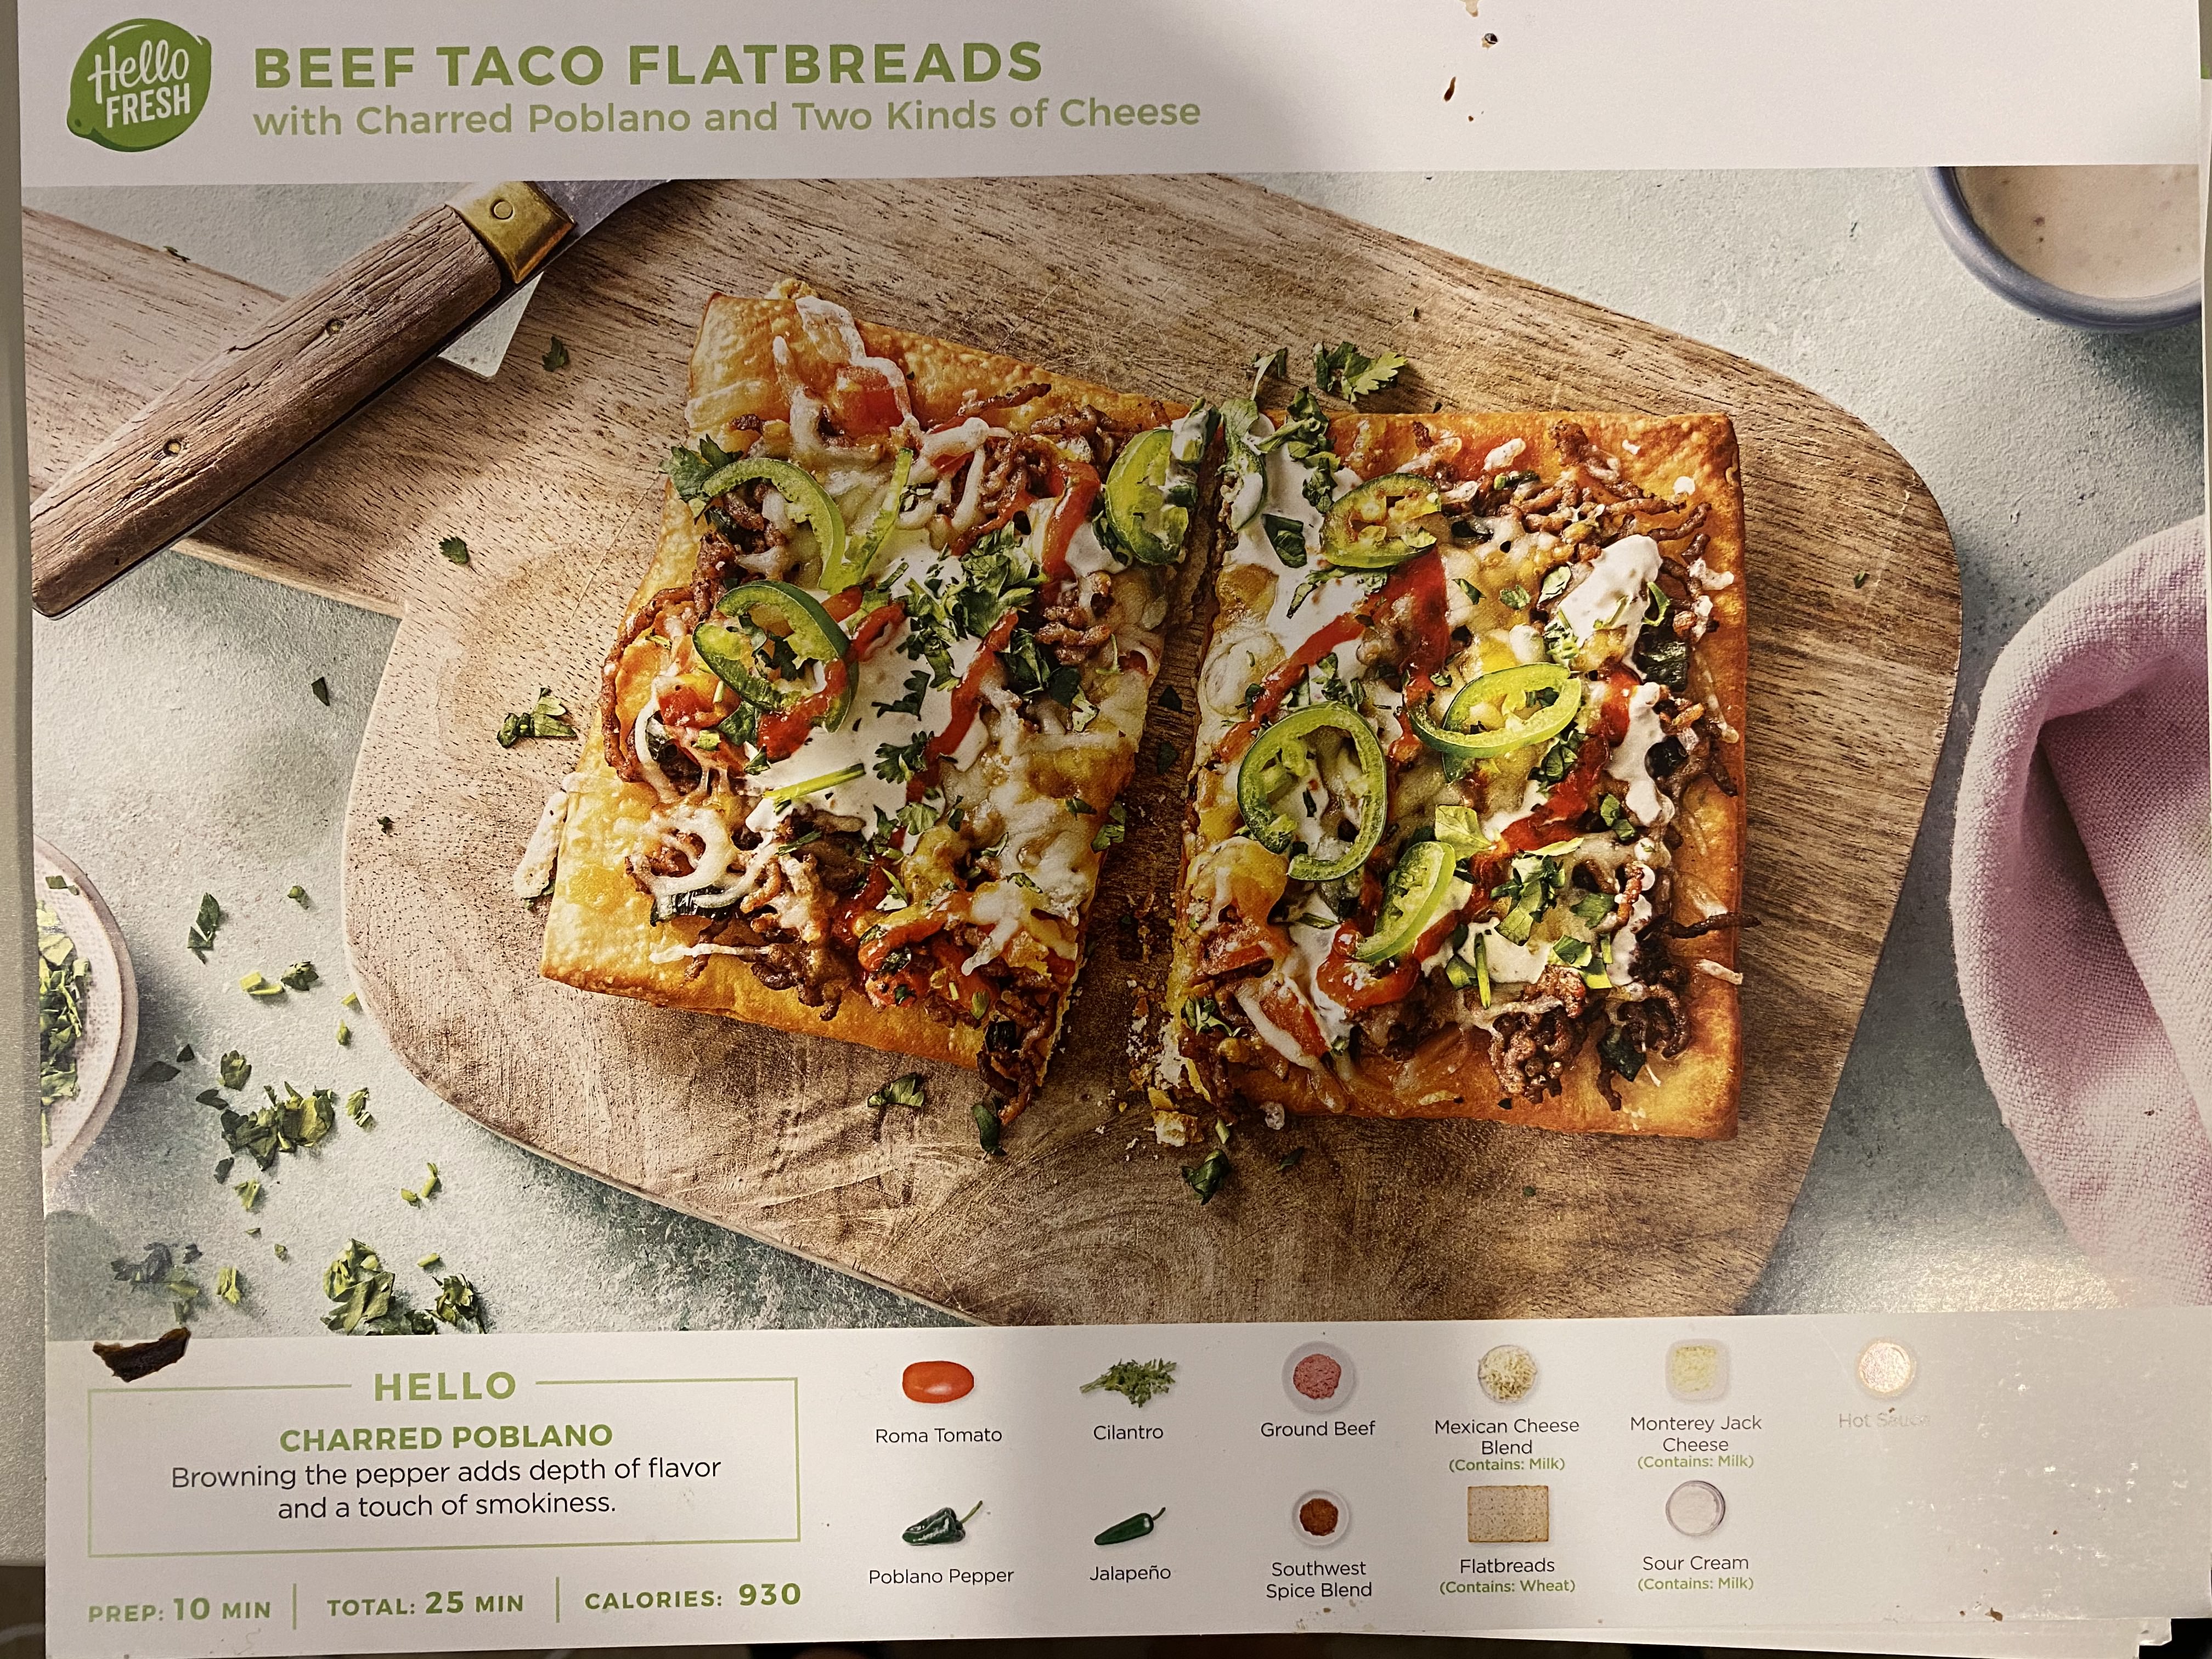 Hello
FRESH
BEEF TACO FLATBREADS
with Charred Poblano and Two Kinds of Cheese
HELLO
CHARRED POBLANO
Browning the pepper adds depth of flavor
and a touch of smokiness.
PREP: 10 MIN
TOTAL: 25 MIN
CALORIES: 930
Roma Tomato
Cilantro
Ground Beef
Mexican Cheese
Blend
(Contains: Milk)
Monterey Jack
Cheese
(Contains: Milk)
Hot Sauce
Poblano Pepper
Jalapeño
Southwest
Spice Blend
Flatbreads
(Contains: Wheat)
Sour Cream
(Contains: Milk)